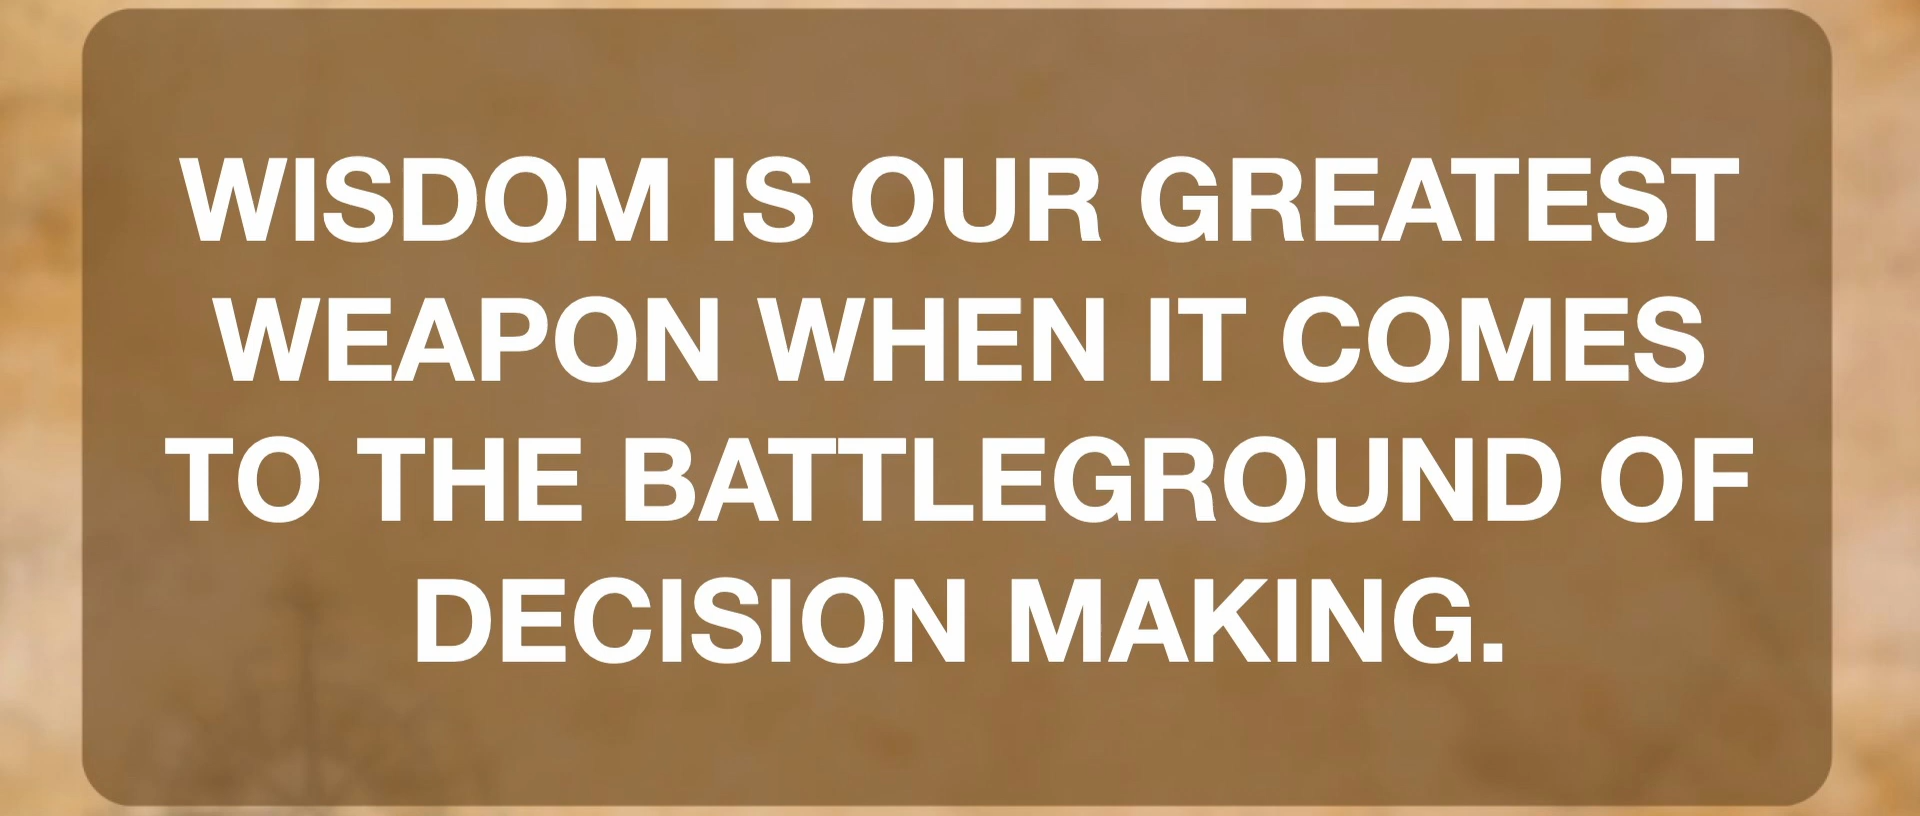 WISDOM IS OUR GREATEST
WEAPON WHEN IT COMES
TO THE BATTLEGROUND OF
DECISION MAKING.